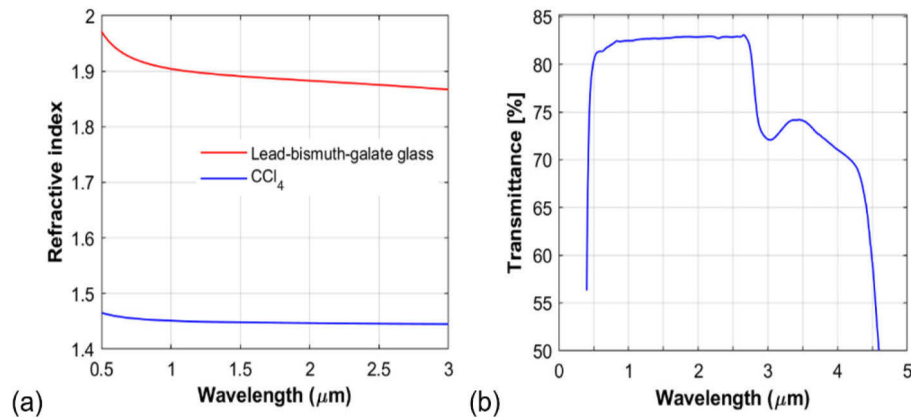 2
1.9
1.8
1.7
1.6
1.5
1.4
Refractive index
Lead-bismuth-galate glass
CCl4
0.5 1 1.5 2 2.5 3
Wavelength (μm)
(a)
85
80
75
70
65
60
55
50
Transmittance [%]
0 1 2 3 4 5
Wavelength (μm)
(b)